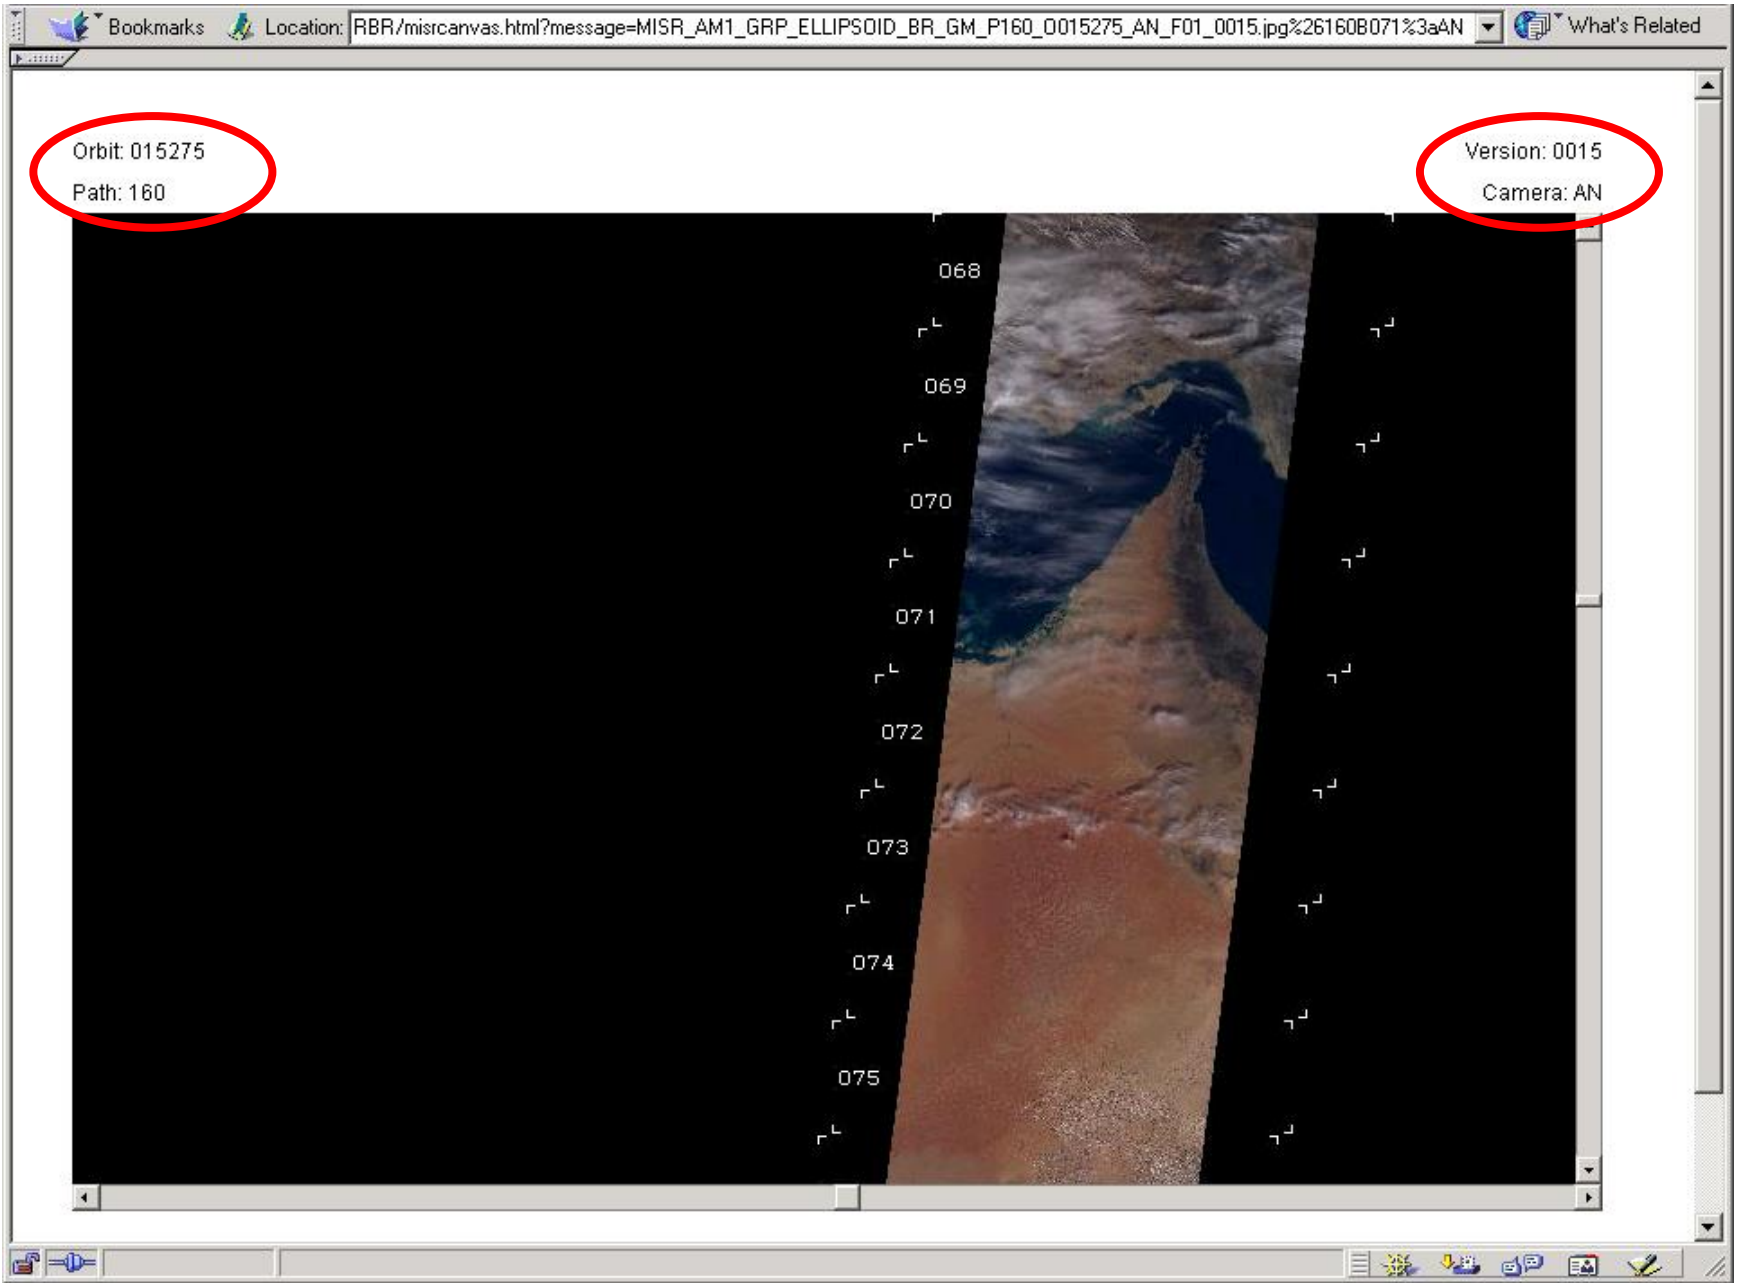 Bookmarks Location: RBR/misrcanvas.html?message=MISR_AM1_GRP_ELLIPSOID_BR_GM_P160_O015275_AN_F01_0015.jpg%26160B071%3aAN What's Related
Orbit: 015275 Version: 0015
Path: 160 Camera: AN
068
069
070
071
072
073
074
075